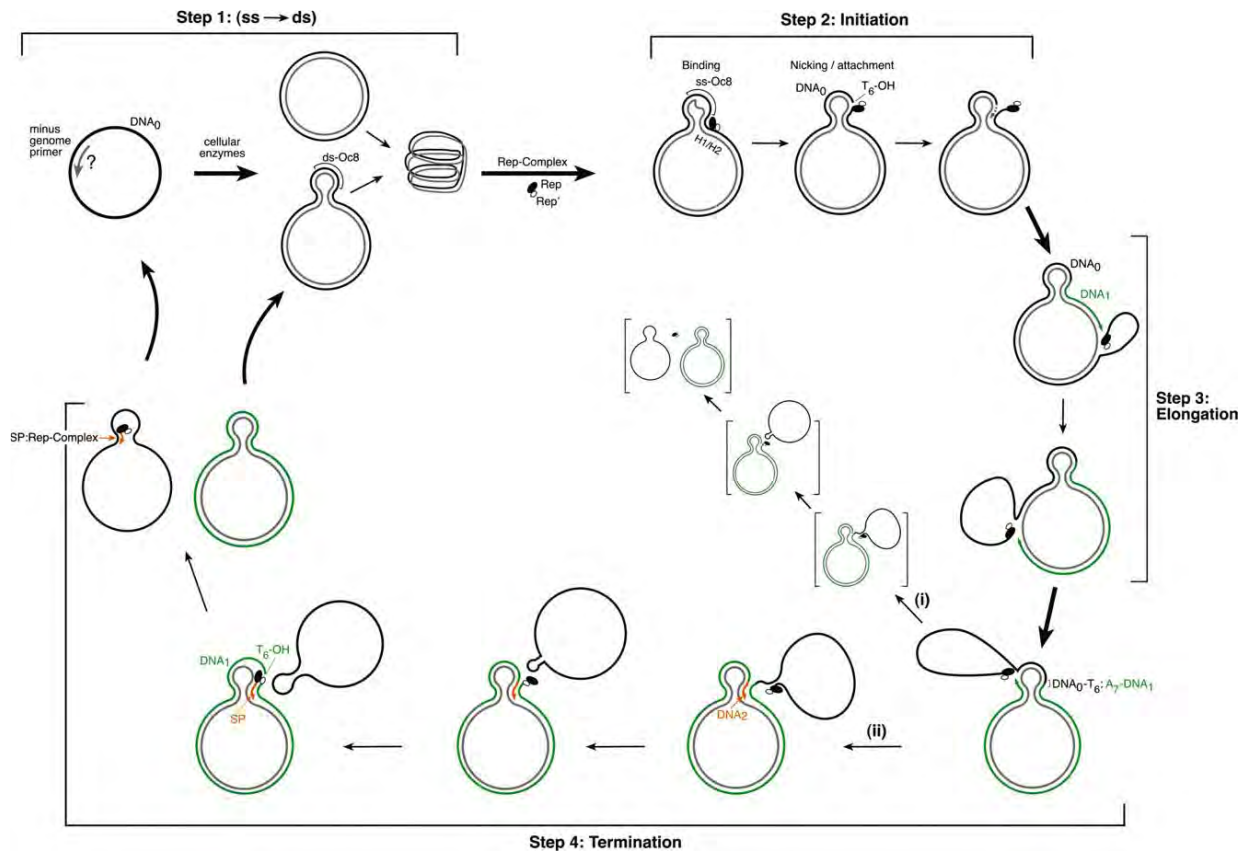 Step 1: (ss → ds)
Step 2: Initiation
minus
genome
primer
DNA0
?
cellular
enzymes
ds-Oc8
Rep-Complex
Rep
Rep'
Binding
ss-Oc8
H1/H2
Nicking / attachment
DNA0
T6-OH
DNA0
DNA1
Step 3:
Elongation
SP:Rep-Complex
(i)
DNA0-T6: A7-DNA1
(ii)
DNA2
DNA1
T6-OH
SP
Step 4: Termination